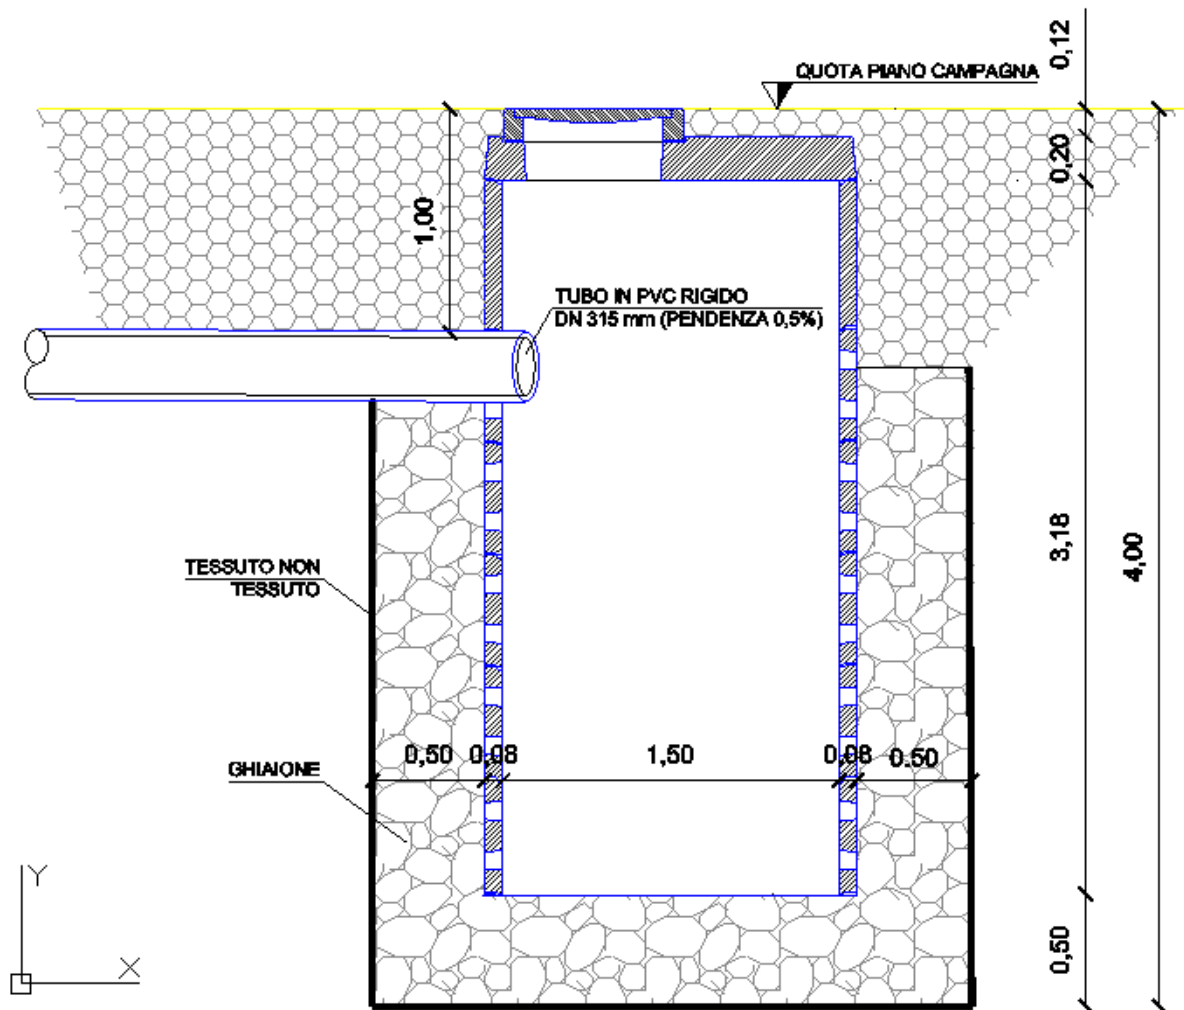 0,12
QUOTA PIANO CAMPAGNA
0,20
1,00
TUBO IN PVC RIGIDO
DN 315 mm (PENDENZA 0,5%)
3,18
4,00
TESSUTO NON
TESSUTO
0,50 0,08 1,50 0,08 0.50
GHIAIONE
Y
X
0,50